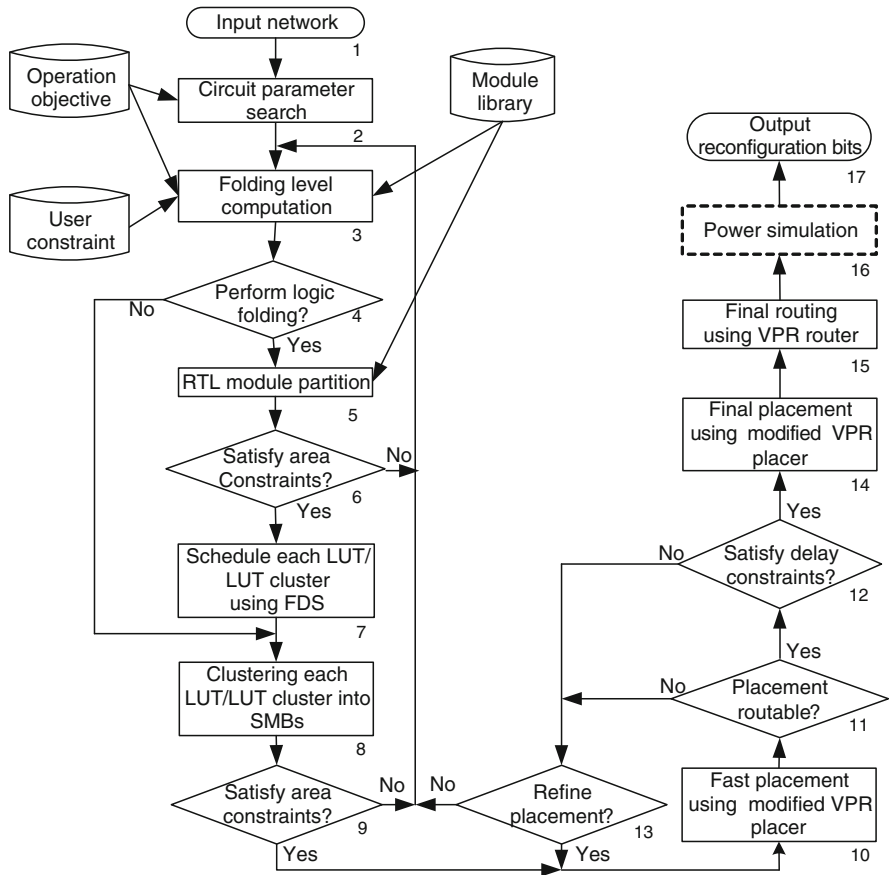 Input network
1
Operation
objective
Circuit parameter
search
2
Module
library
User
constraint
Folding level
computation
3
Perform logic
folding?
4
No
Yes
RTL module partition
5
Satisfy area
Constraints?
6
No
Yes
Schedule each LUT/
LUT cluster
using FDS
7
Clustering each
LUT/LUT cluster into
SMBs
8
Satisfy area
constraints?
9
No
Yes
Output
reconfiguration bits
17
Power simulation
16
Final routing
using VPR router
15
Final placement
using modified VPR
placer
14
Yes
No
Satisfy delay
constraints?
12
Yes
No
Placement
routable?
11
Fast placement
using modified VPR
placer
10
No
Refine
placement?
13
Yes